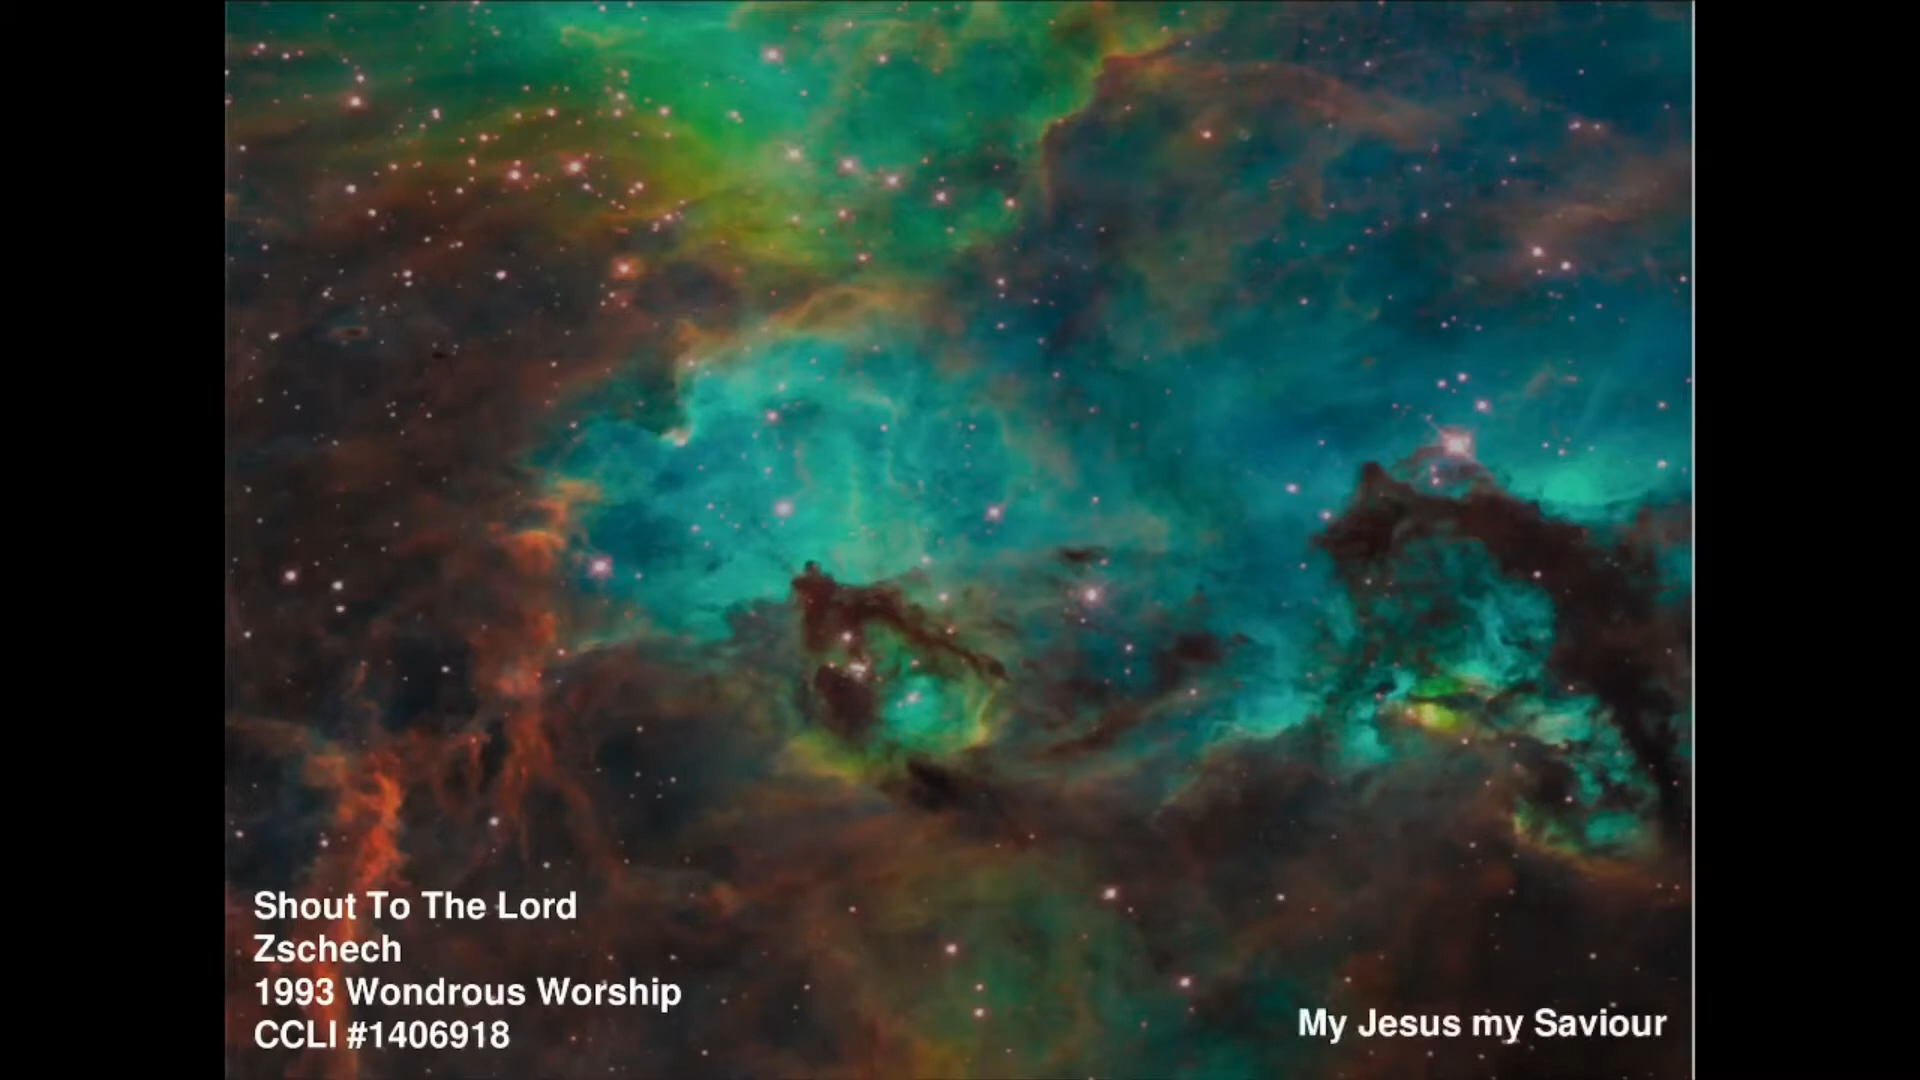 Shout To The Lord
Zschech
1993 Wondrous Worship
CCLI #1406918
My Jesus my Saviour